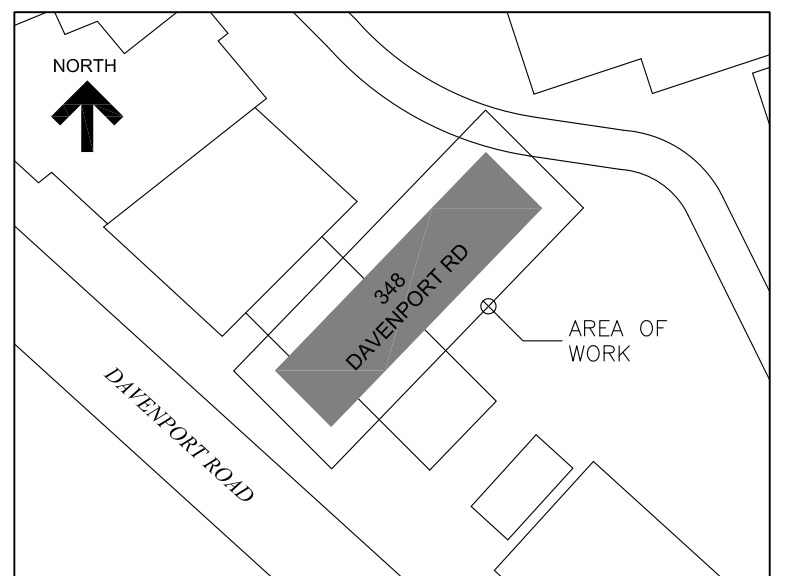 NORTH
348
DAVENPORT RD
AREA OF
WORK
DAVENPORT ROAD